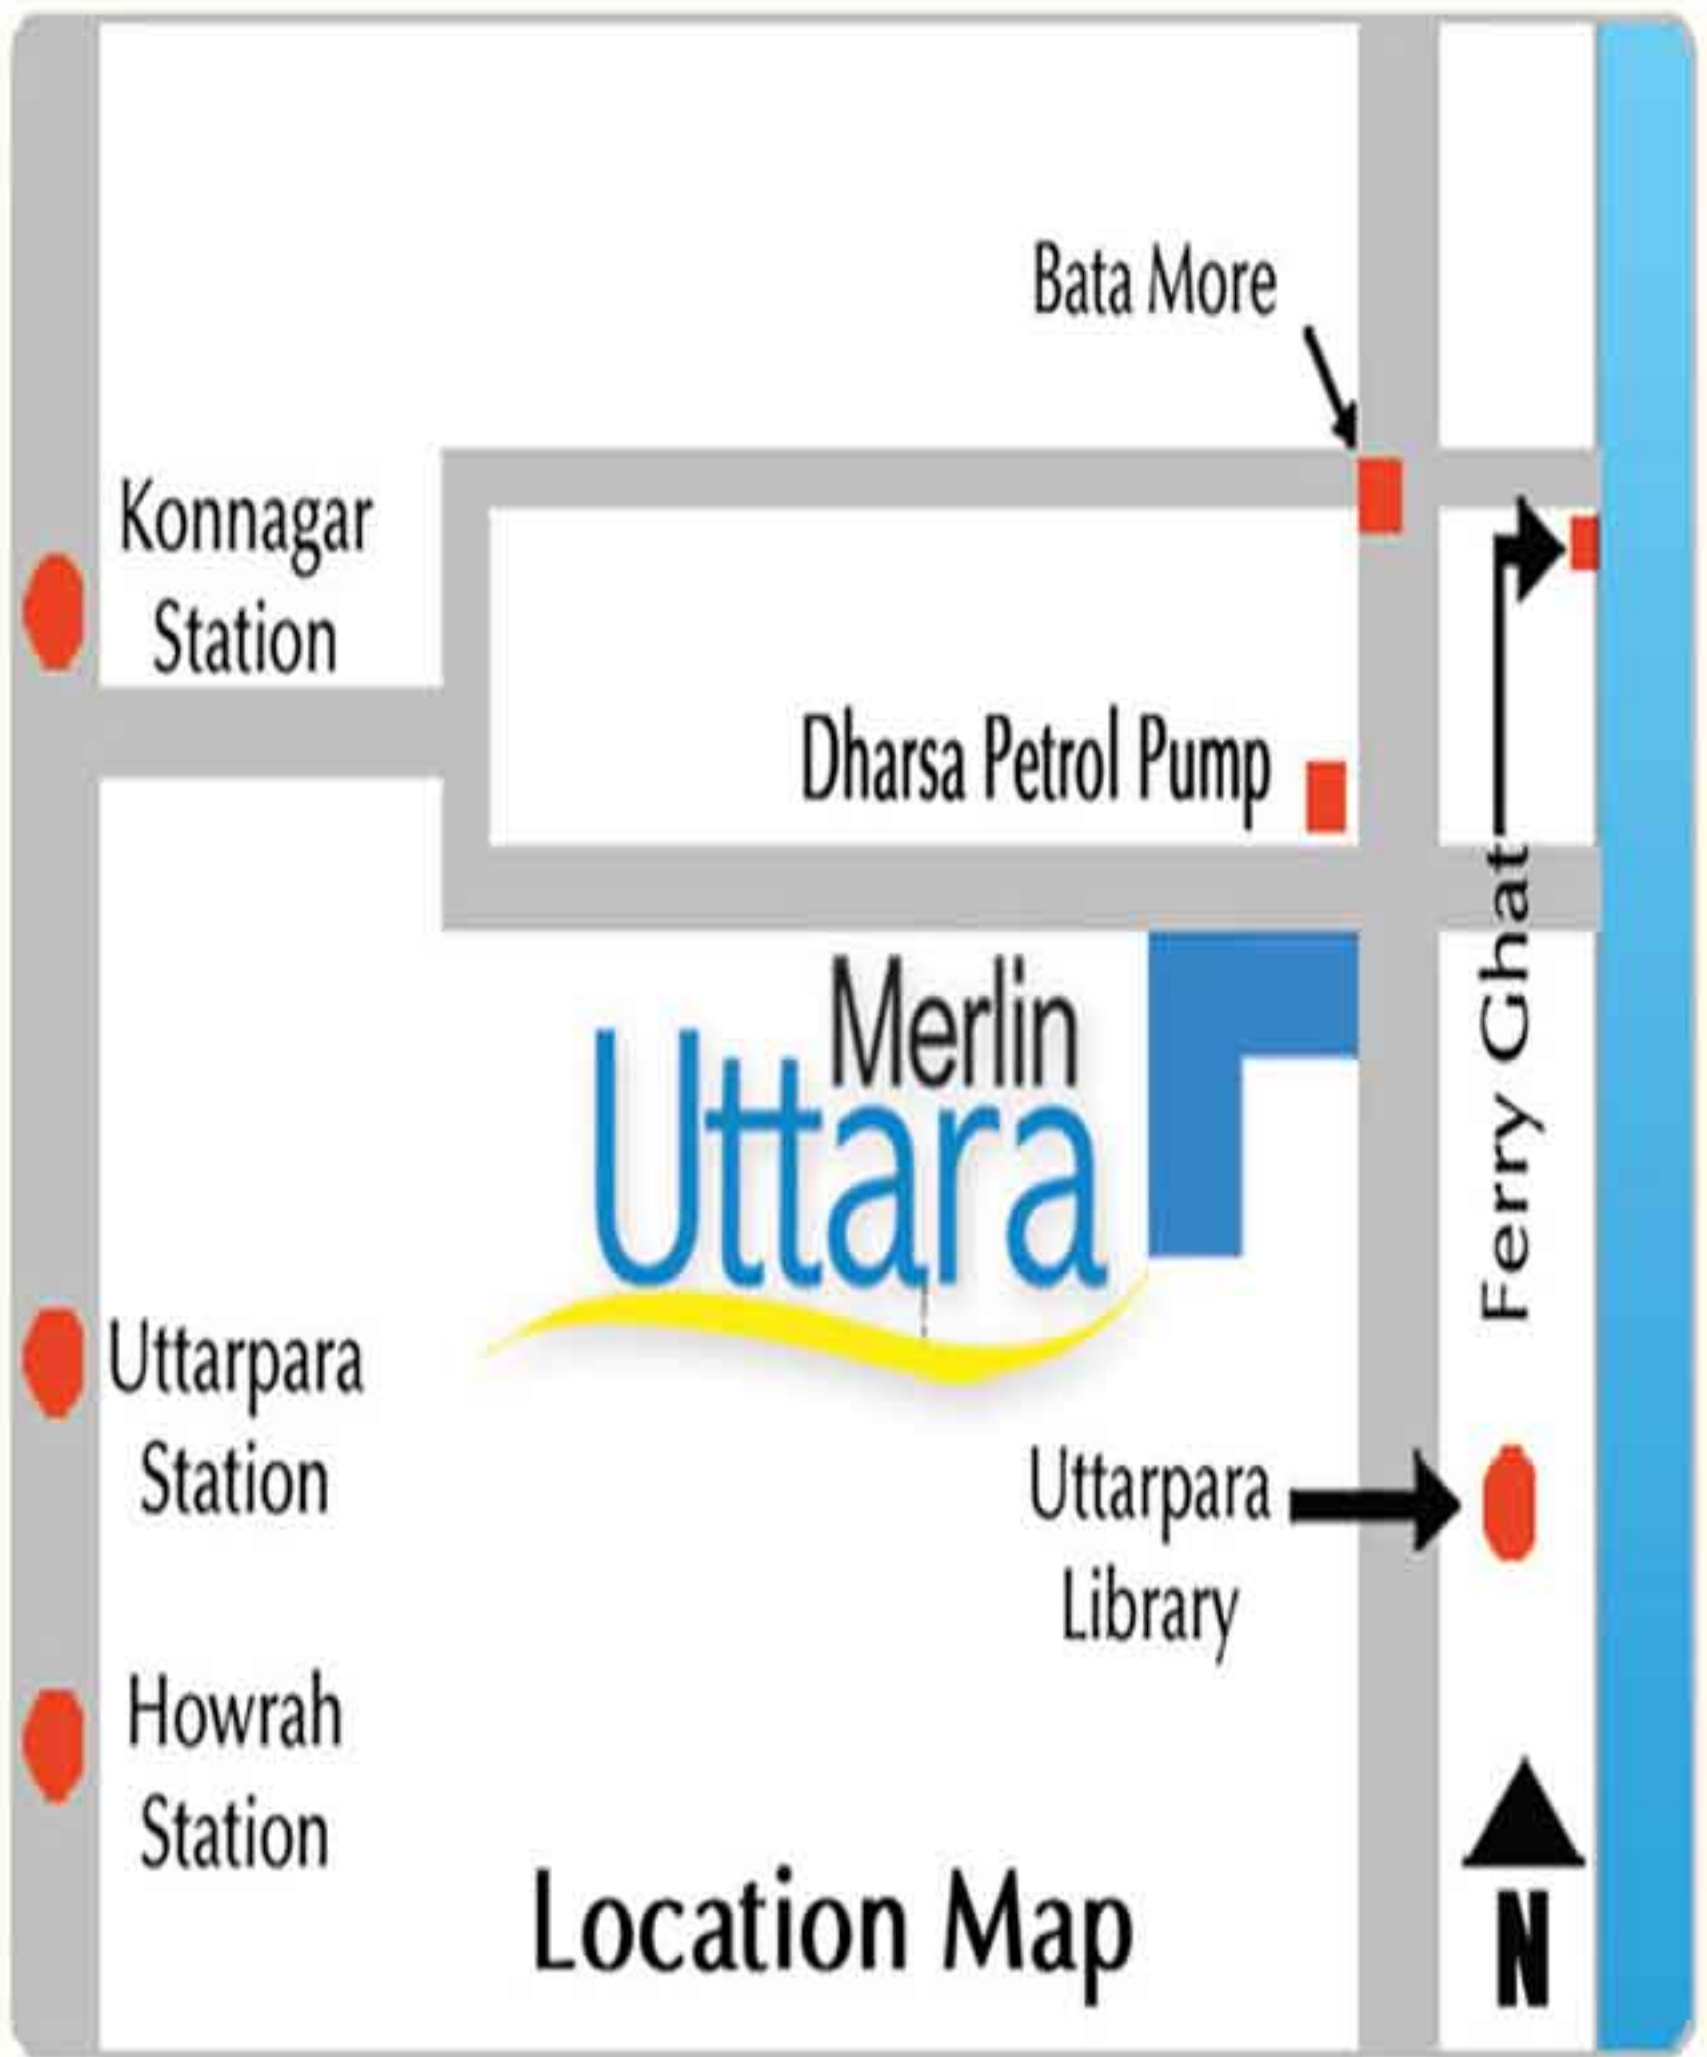 Bata More
Konnagar
Station
Dharsa Petrol Pump
Ferry Ghat
Merlin
Uttara
Uttarpara
Station
Uttarpara
Library
Howrah
Station
Location Map
N